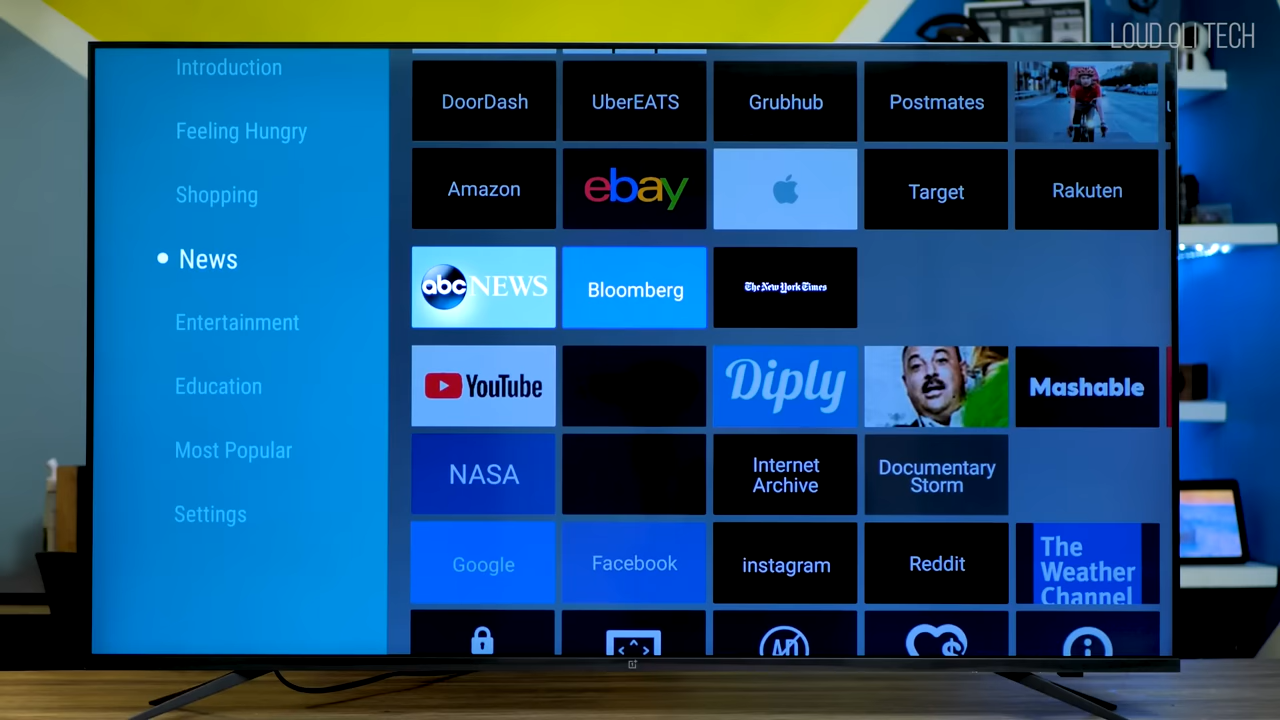 LOUD OLI TECH
Introduction
Feeling Hungry
Shopping
News
Entertainment
Education
Most Popular
Settings
DoorDash
UberEATS
Grubhub
Postmates
Amazon
ebay
Target
Rakuten
abc NEWS
Bloomberg
The New York Times
YouTube
Diply
Mashable
NASA
Internet
Archive
Documentary
Storm
Google
Facebook
instagram
Reddit
The
Weather
Channel
AD